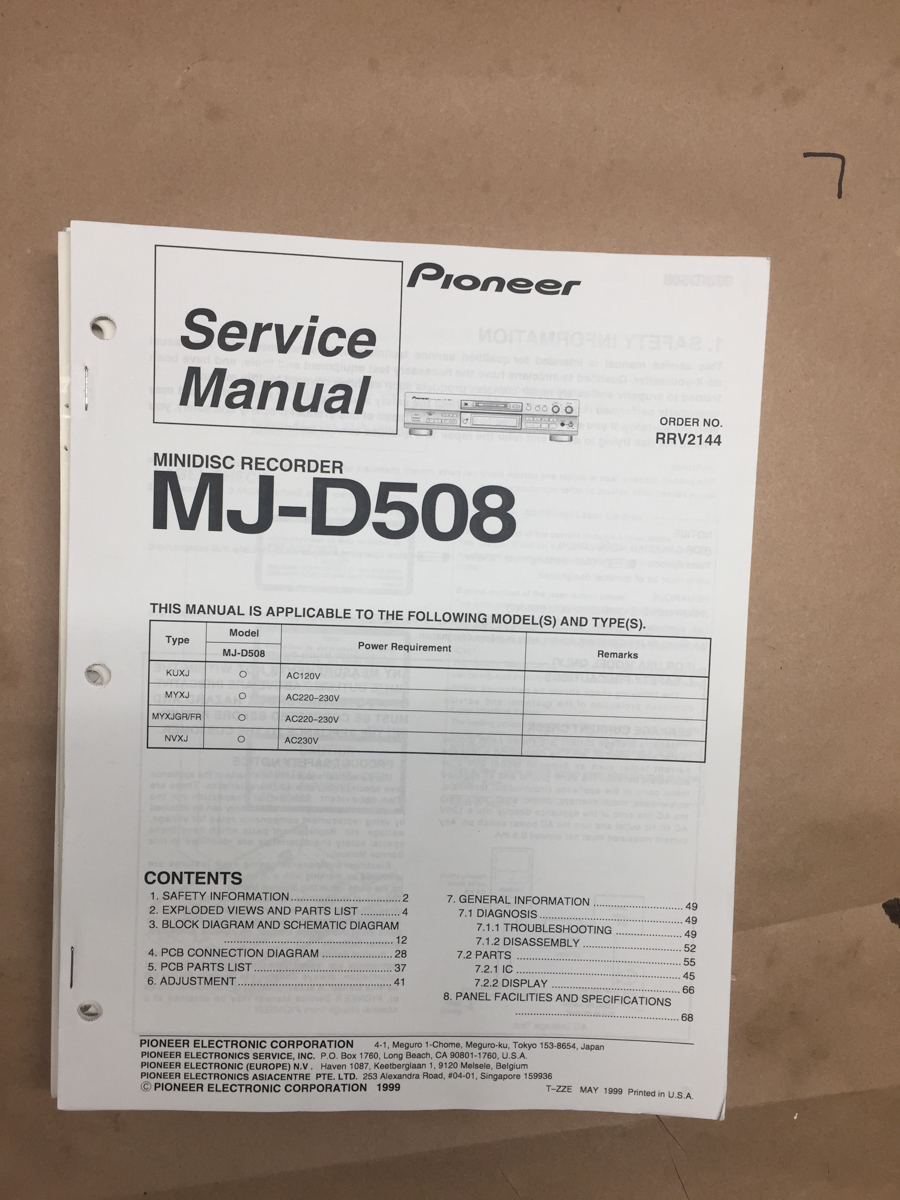 Service
Manual
Pioneer
ORDER NO.
RRV2144
MINIDISC RECORDER
MJ-D508
THIS MANUAL IS APPLICABLE TO THE FOLLOWING MODEL(S) AND TYPE(S).
Type Model Power Requirement Remarks
MJ-D508
KUXJ ○ AC120V
MYXJ ○ AC220–230V
MYXJGR/FR ○ AC220–230V
NVXJ ○ AC230V
CONTENTS
1. SAFETY INFORMATION ........ 2
2. EXPLODED VIEWS AND PARTS LIST ........ 4
3. BLOCK DIAGRAM AND SCHEMATIC DIAGRAM
........ 12
4. PCB CONNECTION DIAGRAM ........ 28
5. PCB PARTS LIST ........ 37
6. ADJUSTMENT ........ 41
7. GENERAL INFORMATION ........ 49
7.1 DIAGNOSIS ........ 49
7.1.1 TROUBLESHOOTING ........ 49
7.1.2 DISASSEMBLY ........ 52
7.2 PARTS ........ 55
7.2.1 IC ........ 45
7.2.2 DISPLAY ........ 66
8. PANEL FACILITIES AND SPECIFICATIONS
........ 68
PIONEER ELECTRONIC CORPORATION 4-1, Meguro 1-Chome, Meguro-ku, Tokyo 153-8654, Japan
PIONEER ELECTRONICS SERVICE, INC. P.O. Box 1760, Long Beach, CA 90801-1760, U.S.A.
PIONEER ELECTRONIC (EUROPE) N.V. Haven 1087, Keetberglaan 1, 9120 Melsele, Belgium
PIONEER ELECTRONICS ASIACENTRE PTE. LTD. 253 Alexandra Road, #04-01, Singapore 159936
© PIONEER ELECTRONIC CORPORATION 1999
T–ZZE MAY 1999 Printed in U.S.A.